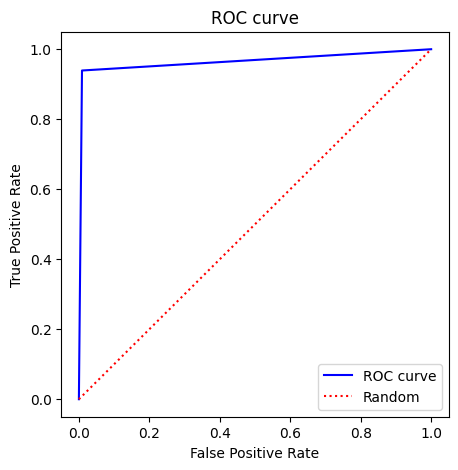 ROC curve
1.0
0.8
0.6
0.4
0.2
0.0
True Positive Rate
ROC curve
Random
0.0 0.2 0.4 0.6 0.8 1.0
False Positive Rate